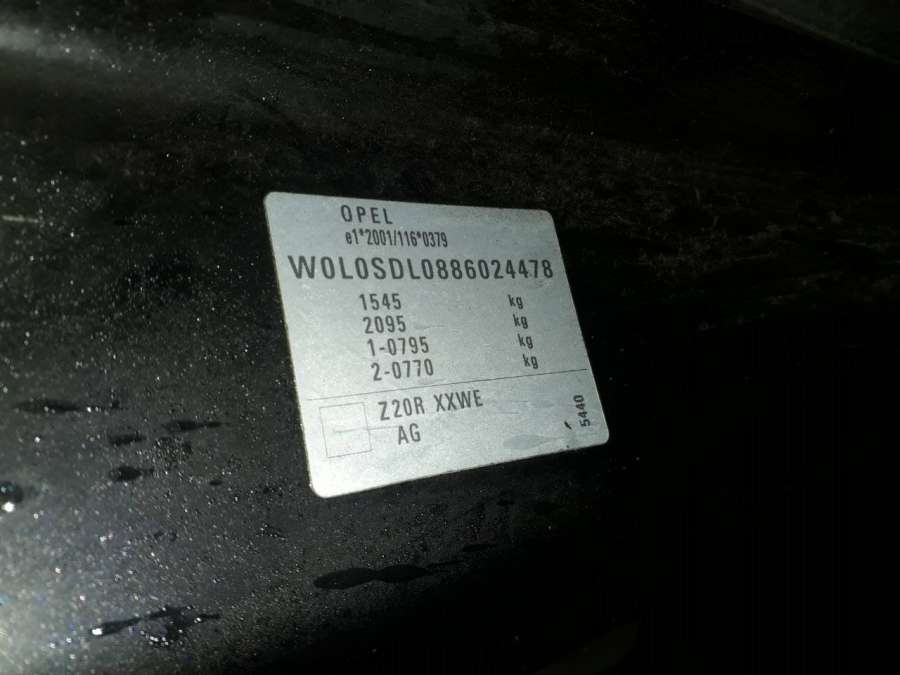 OPEL
e1*2001/116*0379
W0L0SDL0886024478
1545 kg
2095 kg
1-0795 kg
2-0770 kg
Z20R XXWE
AG
5440